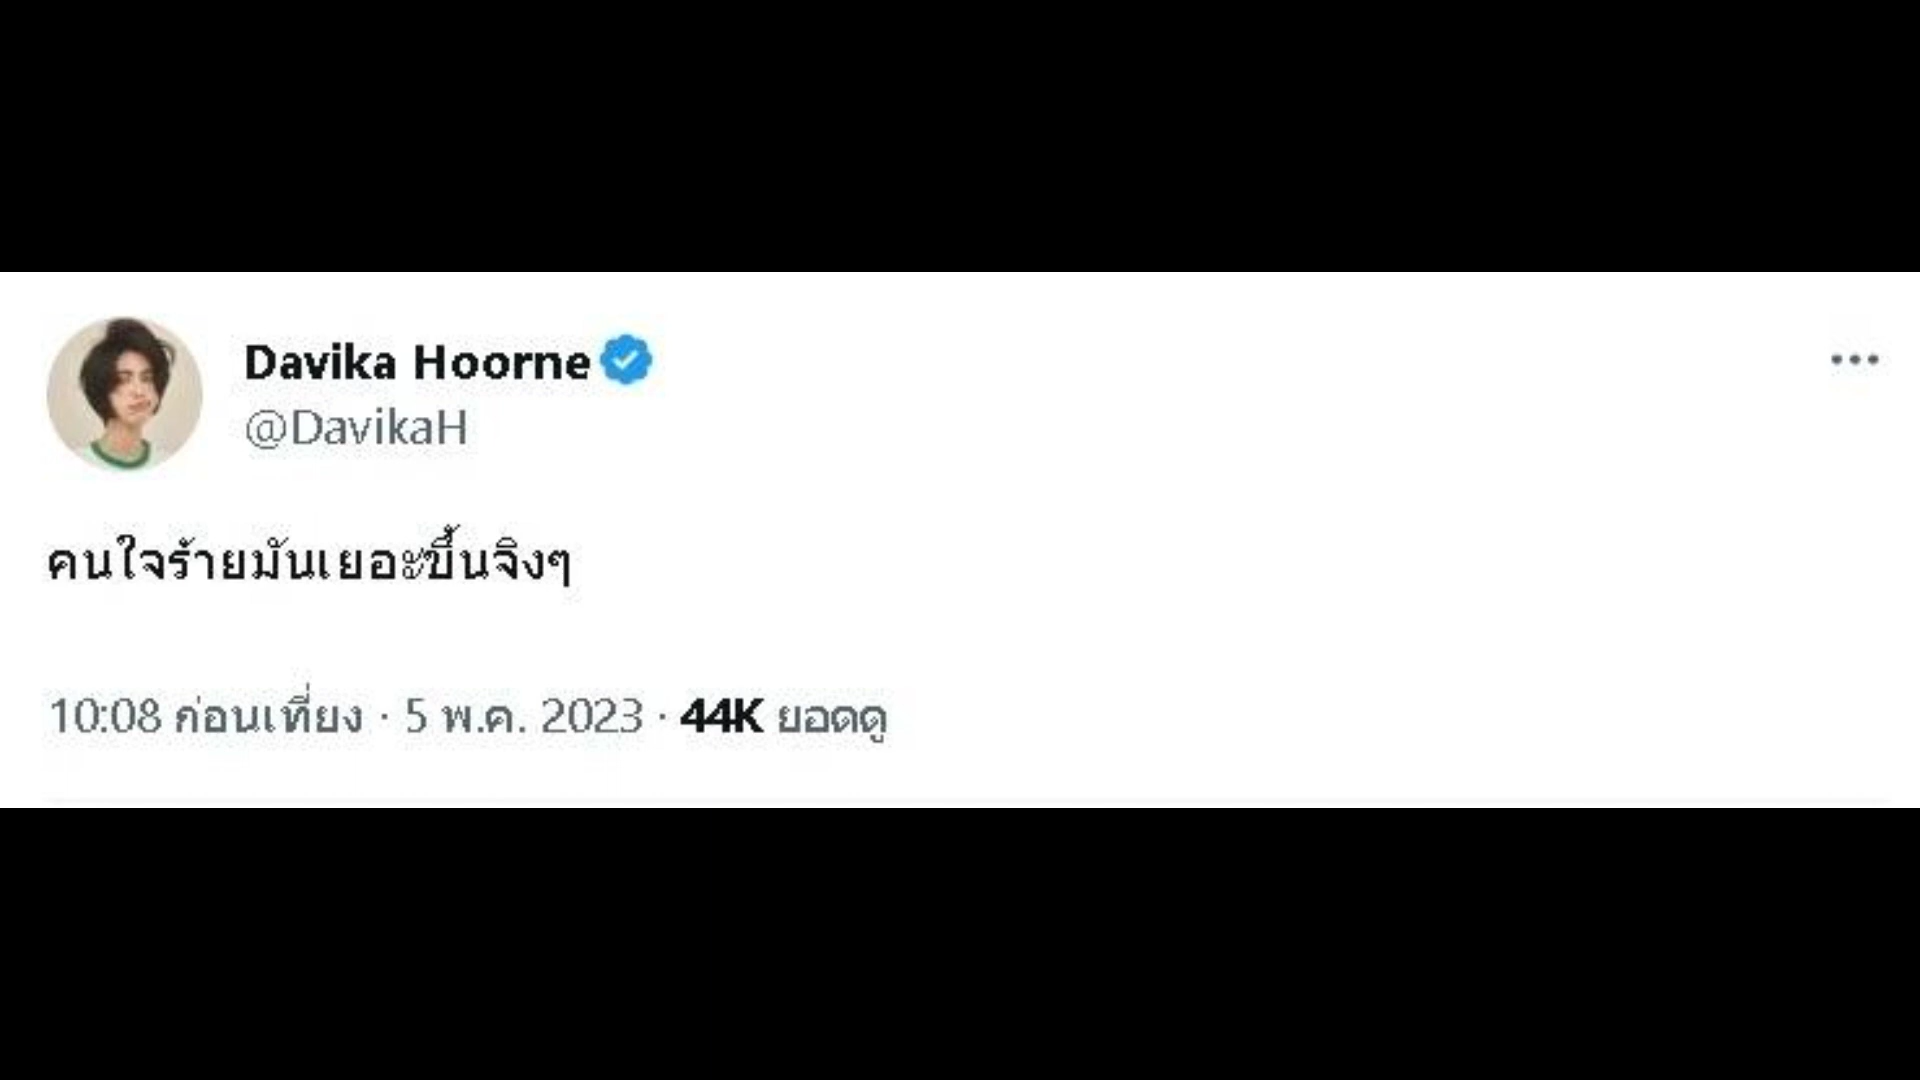 Davika Hoorne
@DavikaH
คนใจร้ายมันเยอะขึ้นจิงๆ
10:08 ก่อนเที่ยง · 5 พ.ค. 2023 · 44K ยอดดู